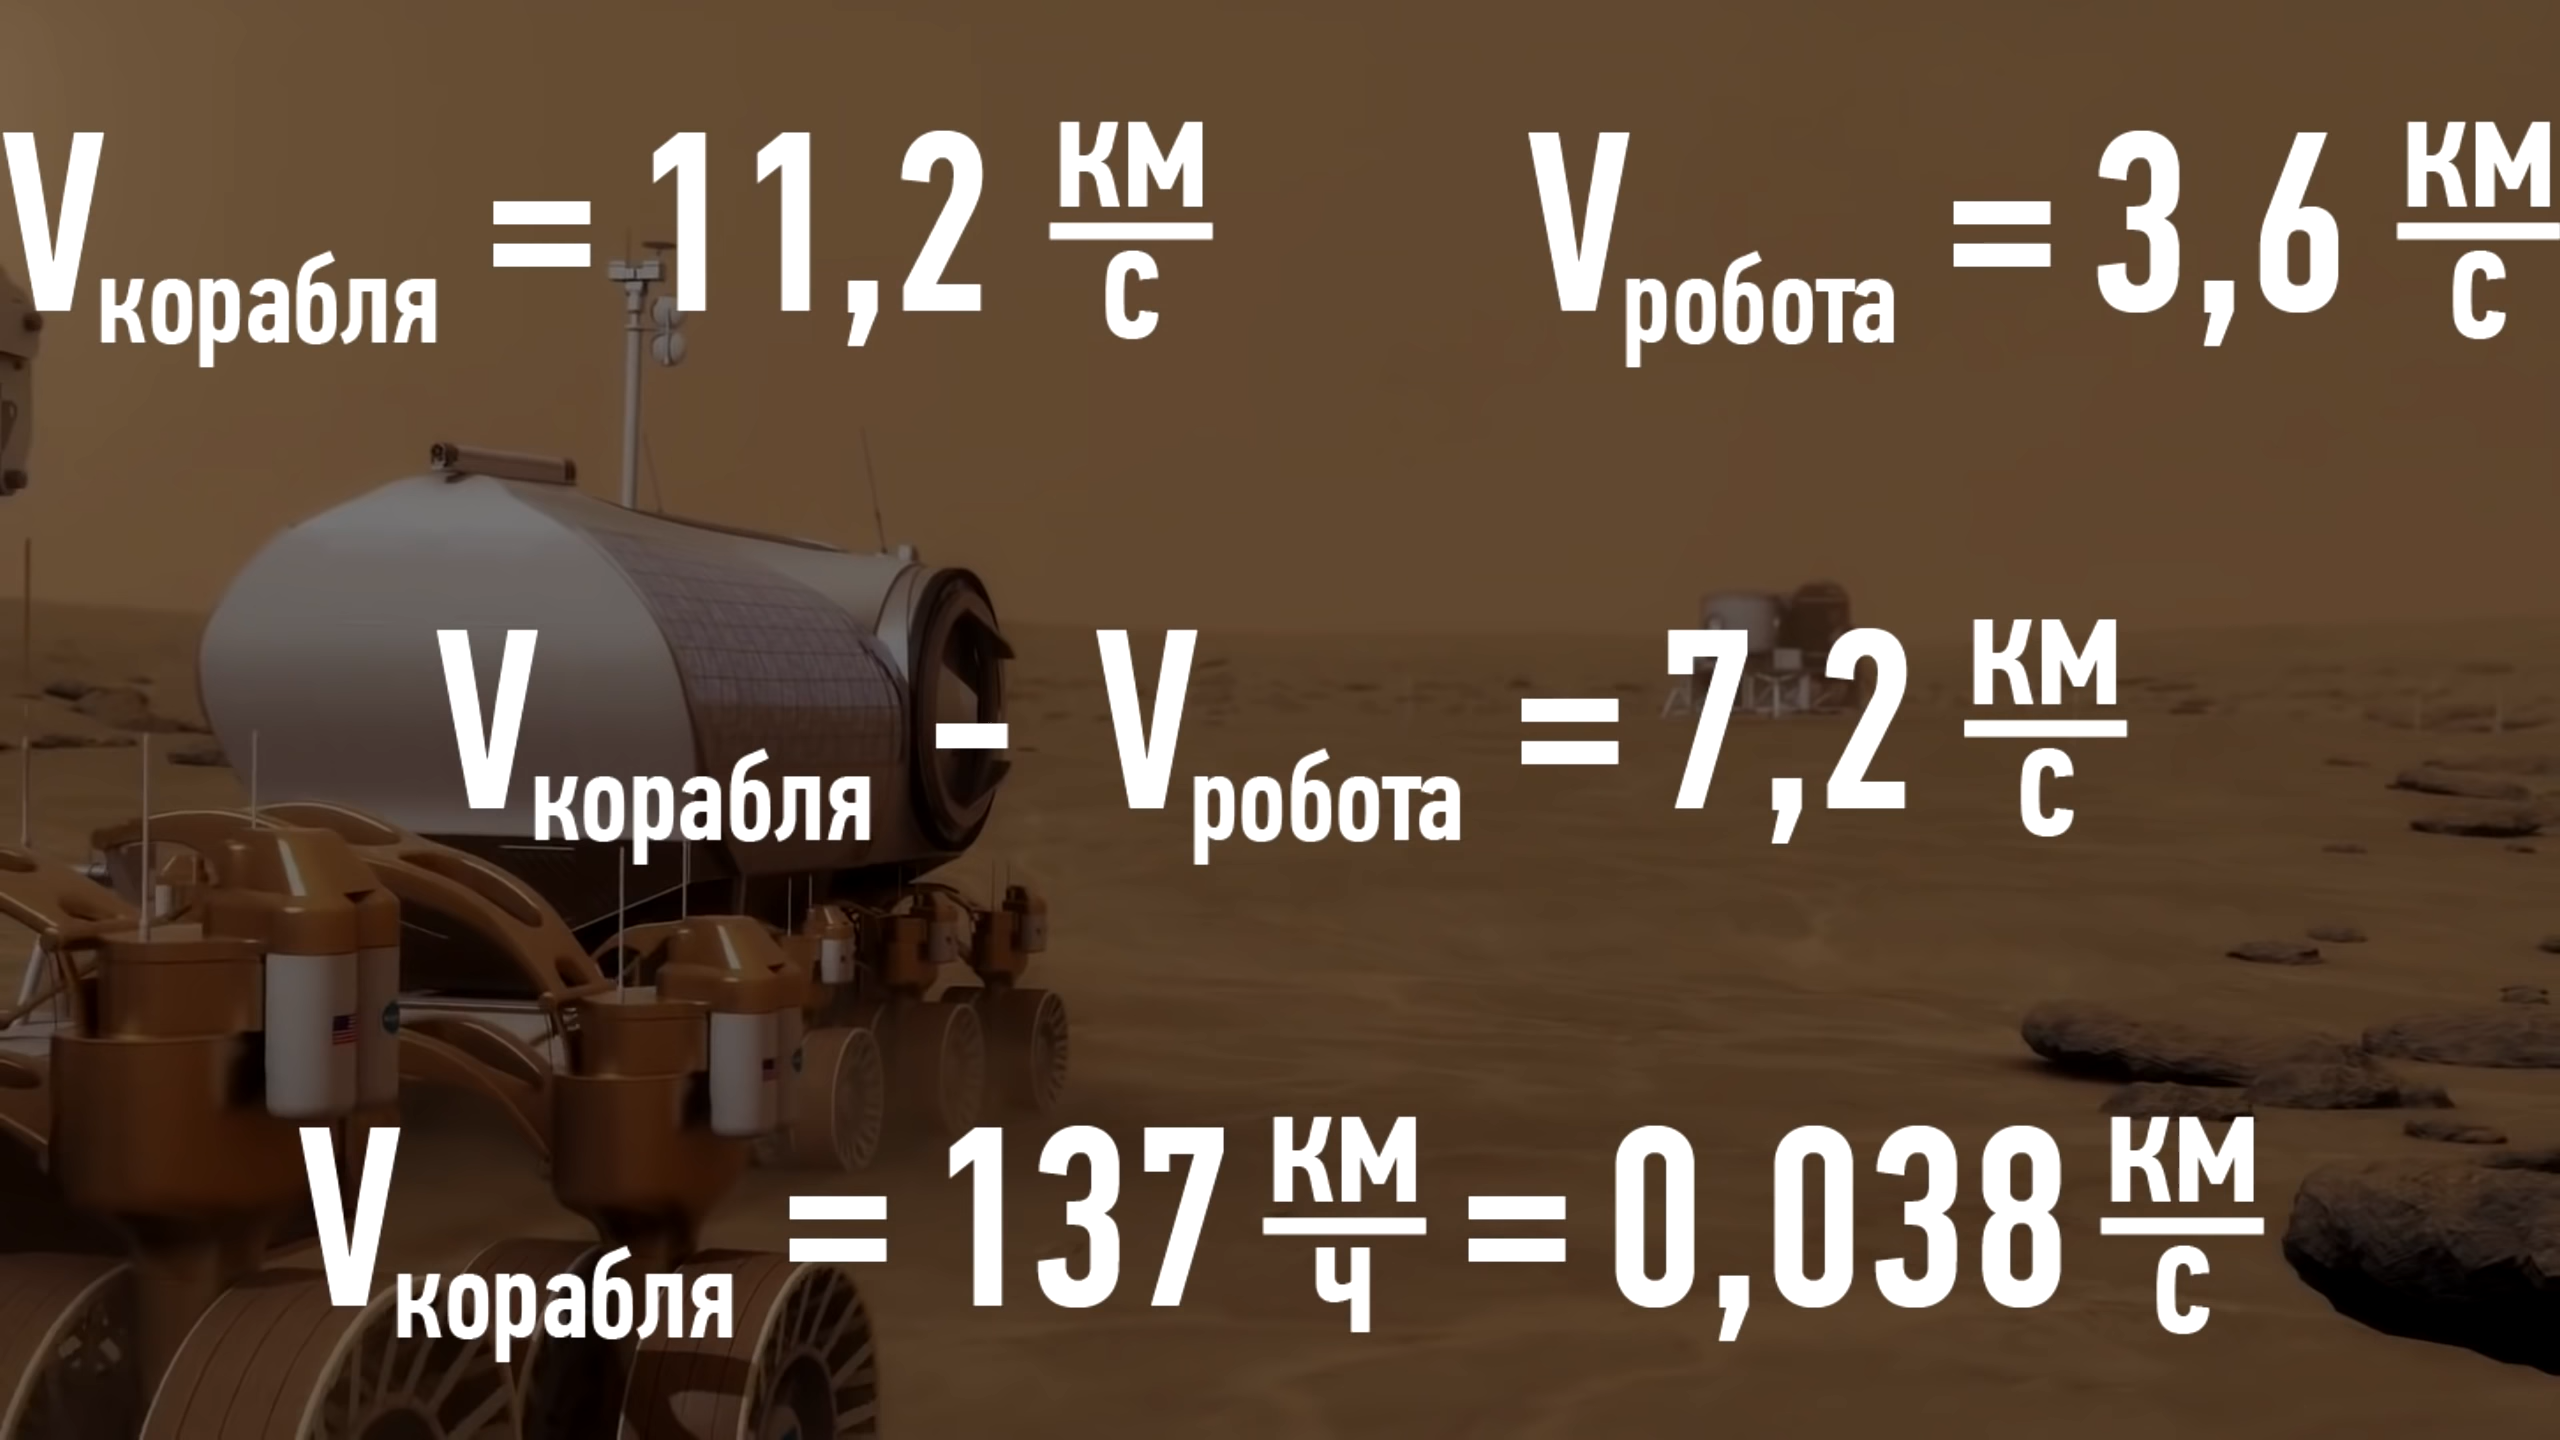 Vкорабля = 11,2 км/с Vробота = 3,6 км/с
Vкорабля - Vробота = 7,2 км/с
Vкорабля = 137 км/ч = 0,038 км/с